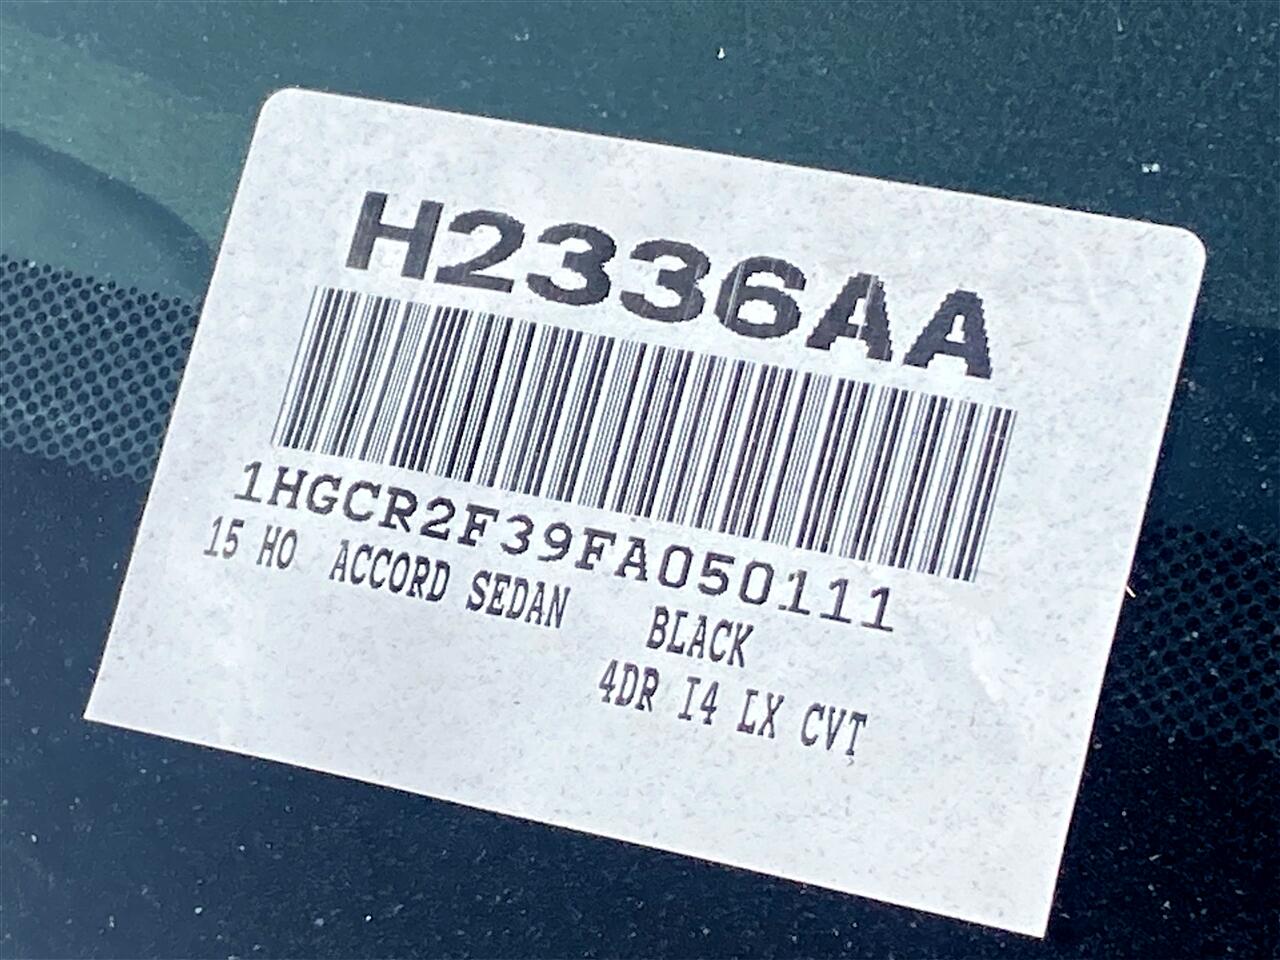 H2336AA
1HGCR2F39FA050111
15 HO ACCORD SEDAN BLACK
4DR I4 LX CVT